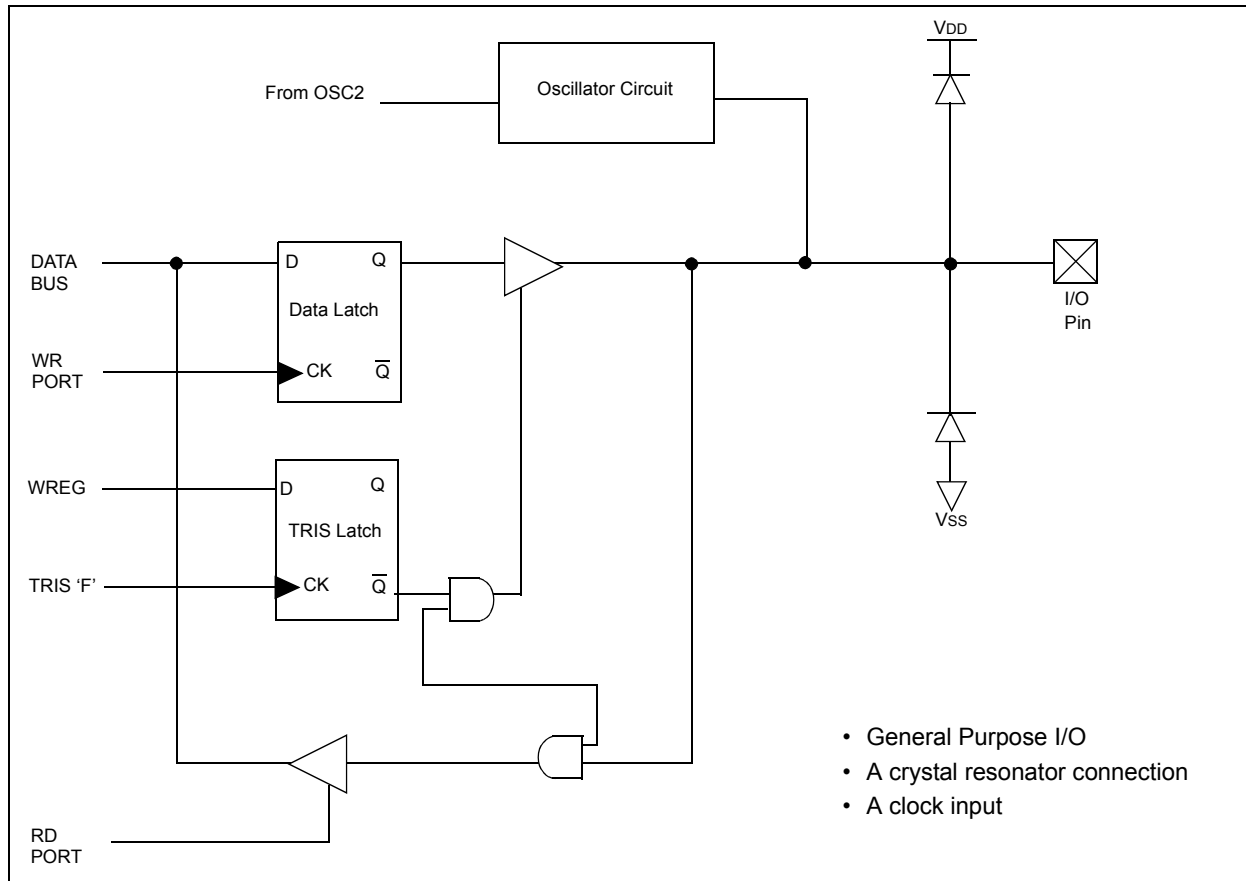 VDD
From OSC2
Oscillator Circuit
DATA
BUS
D
Q
Data Latch
WR
PORT
CK
Q̅
I/O
Pin
WREG
D
Q
TRIS Latch
VSS
TRIS ‘F’
CK
Q̅
• General Purpose I/O
• A crystal resonator connection
• A clock input
RD
PORT